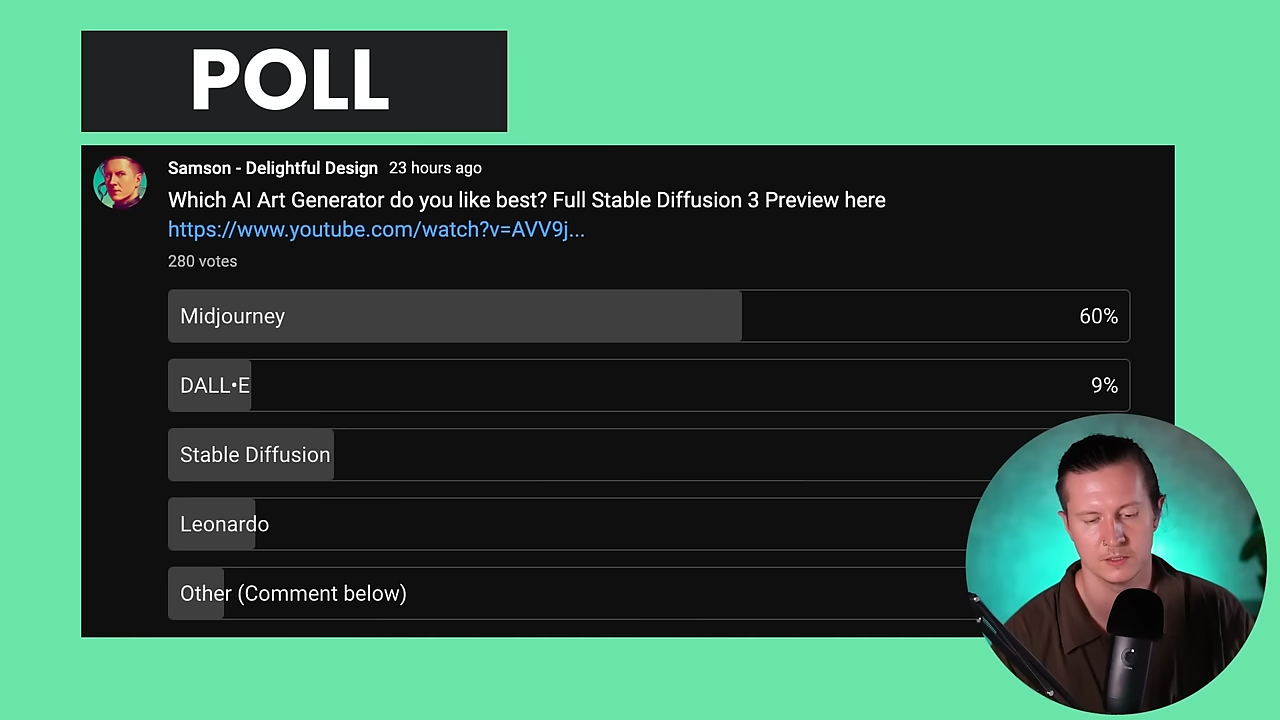 POLL
Samson - Delightful Design 23 hours ago
Which AI Art Generator do you like best? Full Stable Diffusion 3 Preview here
https://www.youtube.com/watch?v=AVV9j...
280 votes
Midjourney 60%
DALL•E 9%
Stable Diffusion
Leonardo
Other (Comment below)